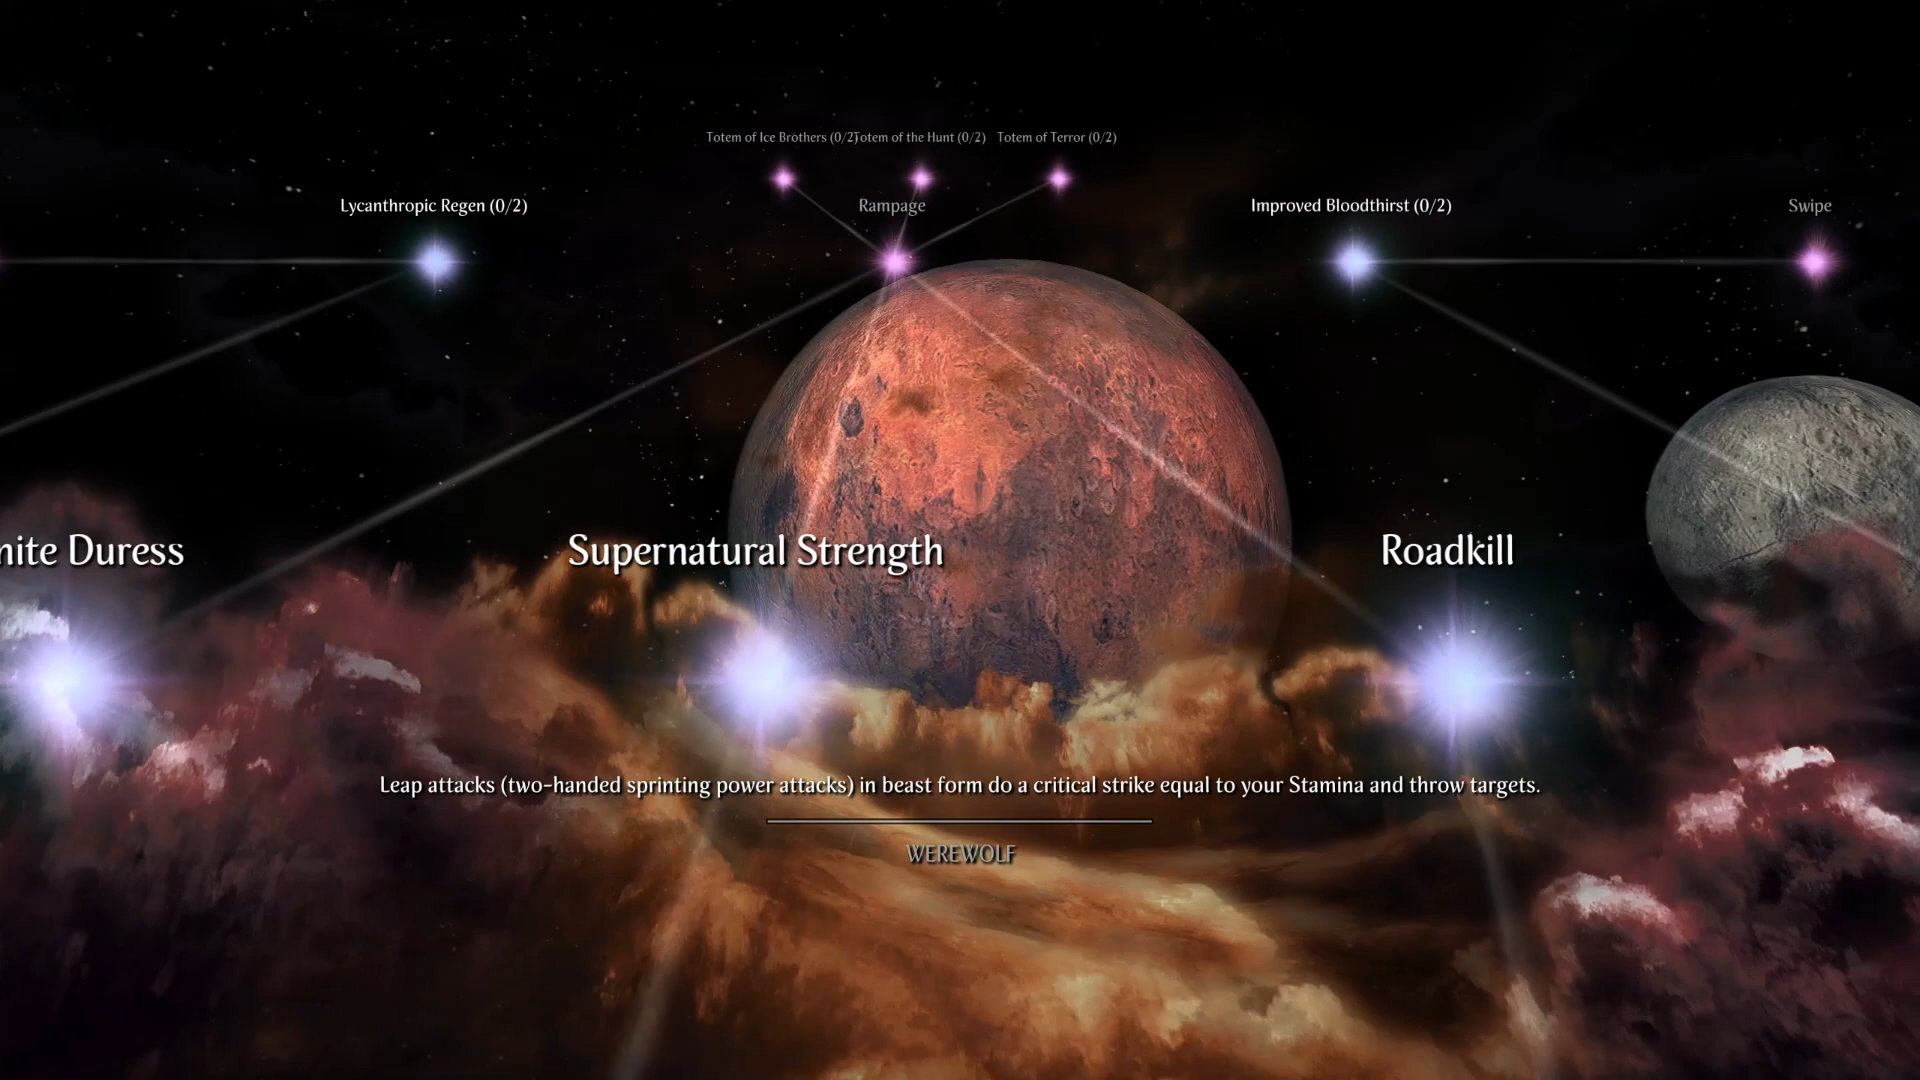 Totem of Ice Brothers (0/2)
Totem of the Hunt (0/2)
Totem of Terror (0/2)
Lycanthropic Regen (0/2)
Rampage
Improved Bloodthirst (0/2)
Swipe
Duress
Supernatural Strength
Roadkill
Leap attacks (two-handed sprinting power attacks) in beast form do a critical strike equal to your Stamina and throw targets.
WEREWOLF